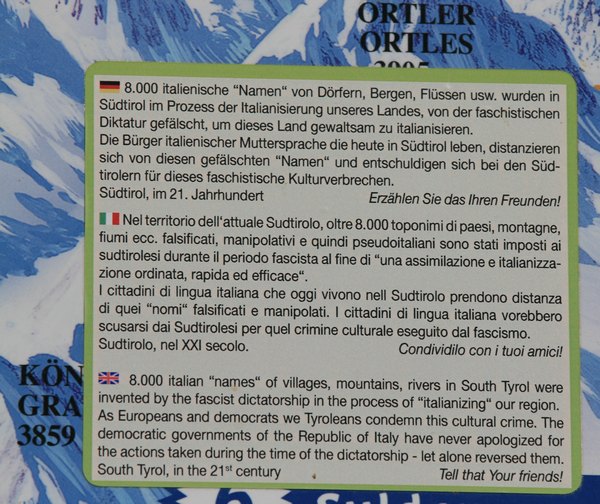 ORTLER
ORTLES
3905
8.000 italienische "Namen" von Dörfern, Bergen, Flüssen usw. wurden in
Südtirol im Prozess der Italianisierung unseres Landes, von der faschistischen
Diktatur gefälscht, um dieses Land gewaltsam zu italianisieren.
Die Bürger italienischer Muttersprache die heute in Südtirol leben, distanzieren
sich von diesen gefälschten "Namen" und entschuldigen sich bei den Süd-
tirolern für dieses faschistische Kulturverbrechen.
Südtirol, im 21. Jahrhundert Erzählen Sie das Ihren Freunden!
Nel territorio dell'attuale Sudtirolo, oltre 8.000 toponimi di paesi, montagne,
fiumi ecc. falsificati, manipolativi e quindi pseudoitaliani sono stati imposti ai
sudtirolesi durante il periodo fascista al fine di "una assimilazione e italianizza-
zione ordinata, rapida ed efficace".
I cittadini di lingua italiana che oggi vivono nell Sudtirolo prendono distanza
di quei "nomi" falsificati e manipolati. I cittadini di lingua italiana vorebbero
scusarsi dai Sudtirolesi per quel crimine culturale eseguito dal fascismo.
Sudtirolo, nel XXI secolo. Condividilo con i tuoi amici!
KÖN
GRA
3859
8.000 italian "names" of villages, mountains, rivers in South Tyrol were
invented by the fascist dictatorship in the process of "italianizing" our region.
As Europeans and democrats we Tyroleans condemn this cultural crime. The
democratic governments of the Republic of Italy have never apologized for
the actions taken during the time of the dictatorship - let alone reversed them.
South Tyrol, in the 21st century Tell that Your friends!